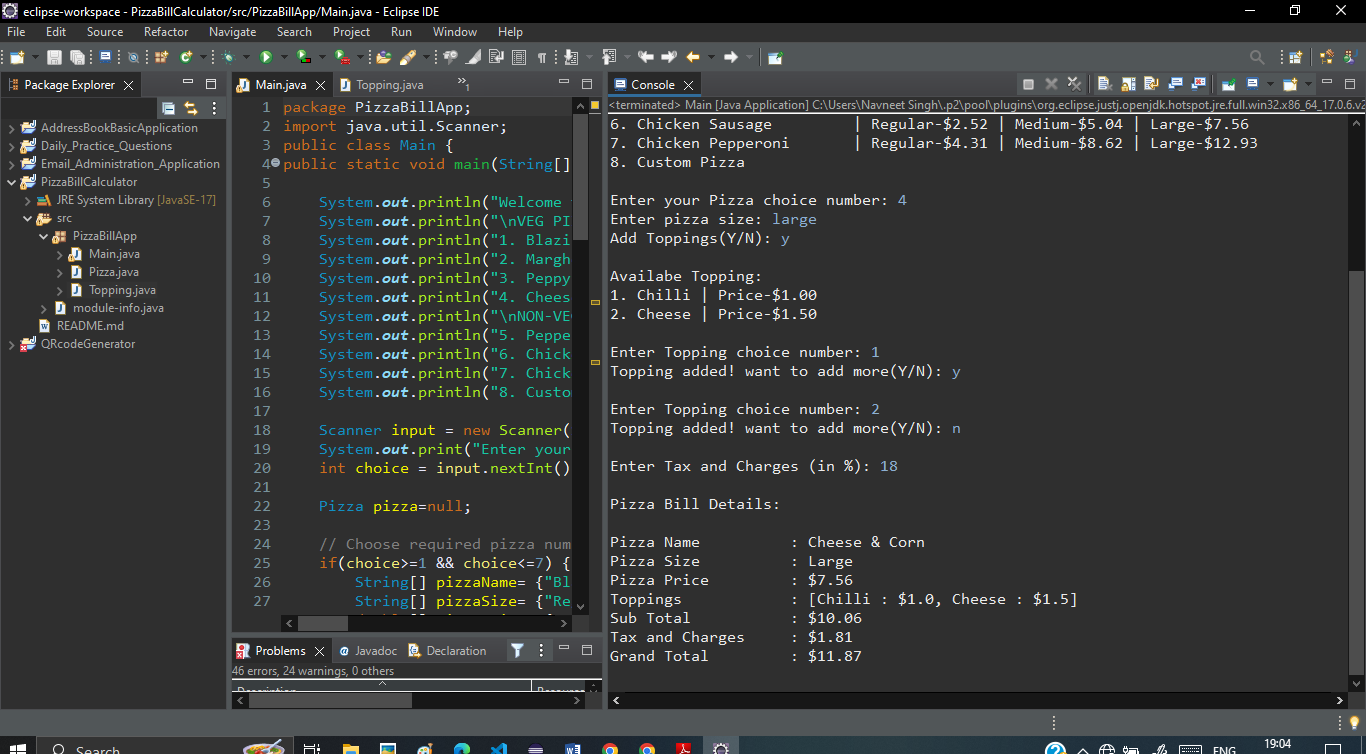 eclipse-workspace - PizzaBillCalculator/src/PizzaBillApp/Main.java - Eclipse IDE
File Edit Source Refactor Navigate Search Project Run Window Help
Package Explorer
AddressBookBasicApplication
Daily_Practice_Questions
Email_Administration_Application
PizzaBillCalculator
JRE System Library [JavaSE-17]
src
PizzaBillApp
Main.java
Pizza.java
Topping.java
module-info.java
README.md
QRcodeGenerator
Main.java Topping.java »1
1 package PizzaBillApp;
2 import java.util.Scanner;
3 public class Main {
4 public static void main(String[]
5
6 System.out.println("Welcome
7 System.out.println("\nVEG PI
8 System.out.println("1. Blazi
9 System.out.println("2. Margh
10 System.out.println("3. Peppy
11 System.out.println("4. Chees
12 System.out.println("\nNON-VE
13 System.out.println("5. Peppe
14 System.out.println("6. Chick
15 System.out.println("7. Chick
16 System.out.println("8. Custo
17
18 Scanner input = new Scanner(
19 System.out.print("Enter your
20 int choice = input.nextInt()
21
22 Pizza pizza=null;
23
24 // Choose required pizza num
25 if(choice>=1 && choice<=7) {
26 String[] pizzaName= {"Bl
27 String[] pizzaSize= {"Re
Problems Javadoc Declaration
46 errors, 24 warnings, 0 others
Description
Console
<terminated> Main [Java Application] C:\Users\Navneet Singh\.p2\pool\plugins\org.eclipse.justj.openjdk.hotspot.jre.full.win32.x86_64_17.0.6.v2
6. Chicken Sausage | Regular-$2.52 | Medium-$5.04 | Large-$7.56
7. Chicken Pepperoni | Regular-$4.31 | Medium-$8.62 | Large-$12.93
8. Custom Pizza
Enter your Pizza choice number: 4
Enter pizza size: large
Add Toppings(Y/N): y
Availabe Topping:
1. Chilli | Price-$1.00
2. Cheese | Price-$1.50
Enter Topping choice number: 1
Topping added! want to add more(Y/N): y
Enter Topping choice number: 2
Topping added! want to add more(Y/N): n
Enter Tax and Charges (in %): 18
Pizza Bill Details:
Pizza Name : Cheese & Corn
Pizza Size : Large
Pizza Price : $7.56
Toppings : [Chilli : $1.0, Cheese : $1.5]
Sub Total : $10.06
Tax and Charges : $1.81
Grand Total : $11.87
Search
ENG
19:04